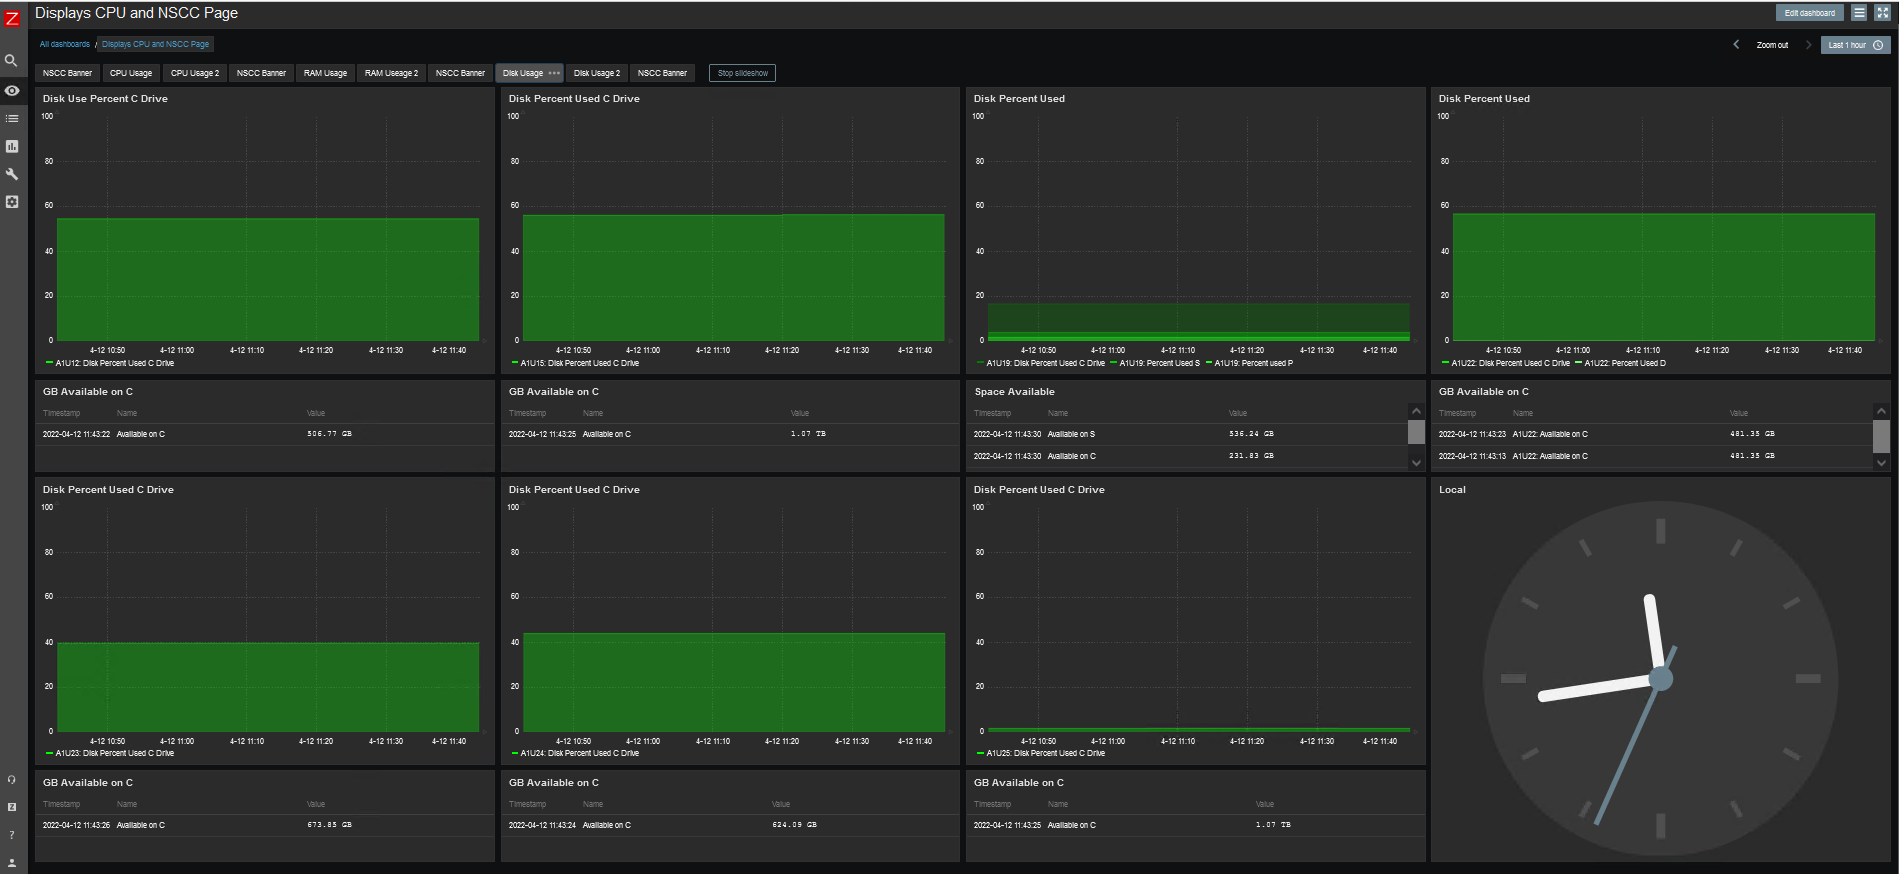 Z Displays CPU and NSCC Page Edit dashboard
All dashboards / Displays CPU and NSCC Page Zoom out Last 1 hour
NSCC Banner CPU Usage CPU Usage 2 NSCC Banner RAM Usage RAM Useage 2 NSCC Banner Disk Usage Disk Usage 2 NSCC Banner Stop slideshow
Disk Use Percent C Drive
100
80
60
40
20
0
4-12 10:50 4-12 11:00 4-12 11:10 4-12 11:20 4-12 11:30 4-12 11:40
A1U12: Disk Percent Used C Drive
Disk Percent Used C Drive
100
80
60
40
20
0
4-12 10:50 4-12 11:00 4-12 11:10 4-12 11:20 4-12 11:30 4-12 11:40
A1U15: Disk Percent Used C Drive
Disk Percent Used
100
80
60
40
20
0
4-12 10:50 4-12 11:00 4-12 11:10 4-12 11:20 4-12 11:30 4-12 11:40
A1U19: Disk Percent Used C Drive A1U19: Percent Used S A1U19: Percent used P
Disk Percent Used
100
80
60
40
20
0
4-12 10:50 4-12 11:00 4-12 11:10 4-12 11:20 4-12 11:30 4-12 11:40
A1U22: Disk Percent Used C Drive A1U22: Percent Used D
GB Available on C
Timestamp Name Value
2022-04-12 11:43:22 Available on C 506.77 GB
GB Available on C
Timestamp Name Value
2022-04-12 11:43:25 Available on C 1.07 TB
Space Available
Timestamp Name Value
2022-04-12 11:43:30 Available on S 536.24 GB
2022-04-12 11:43:30 Available on C 231.83 GB
GB Available on C
Timestamp Name Value
2022-04-12 11:43:23 A1U22: Available on C 481.35 GB
2022-04-12 11:43:13 A1U22: Available on C 481.35 GB
Disk Percent Used C Drive
100
80
60
40
20
0
4-12 10:50 4-12 11:00 4-12 11:10 4-12 11:20 4-12 11:30 4-12 11:40
A1U23: Disk Percent Used C Drive
Disk Percent Used C Drive
100
80
60
40
20
0
4-12 10:50 4-12 11:00 4-12 11:10 4-12 11:20 4-12 11:30 4-12 11:40
A1U24: Disk Percent Used C Drive
Disk Percent Used C Drive
100
80
60
40
20
0
4-12 10:50 4-12 11:00 4-12 11:10 4-12 11:20 4-12 11:30 4-12 11:40
A1U25: Disk Percent Used C Drive
Local
GB Available on C
Timestamp Name Value
2022-04-12 11:43:26 Available on C 673.85 GB
GB Available on C
Timestamp Name Value
2022-04-12 11:43:24 Available on C 624.09 GB
GB Available on C
Timestamp Name Value
2022-04-12 11:43:25 Available on C 1.07 TB
Z
?